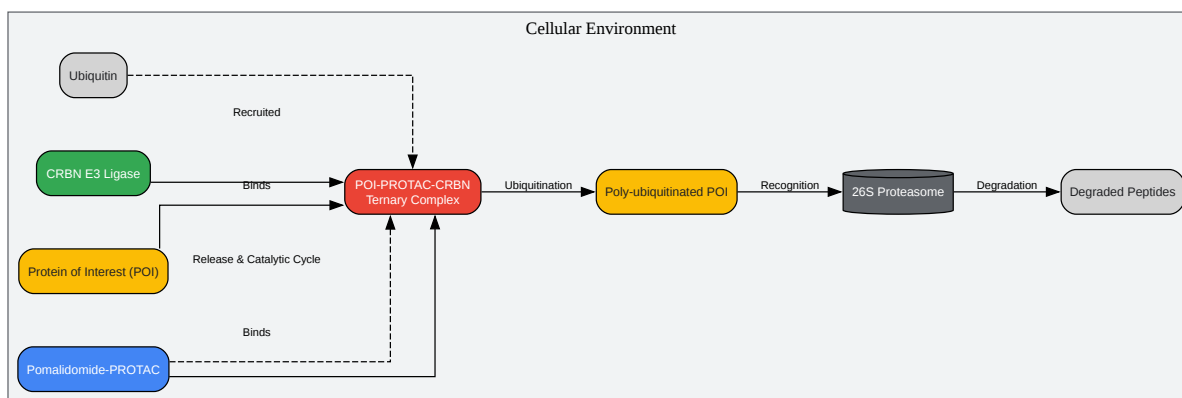 Cellular Environment
Ubiquitin
Recruited
CRBN E3 Ligase
Binds
POI-PROTAC-CRBN
Ternary Complex
Ubiquitination
Poly-ubiquitinated POI
Recognition
26S Proteasome
Degradation
Degraded Peptides
Protein of Interest (POI)
Release & Catalytic Cycle
Binds
Pomalidomide-PROTAC